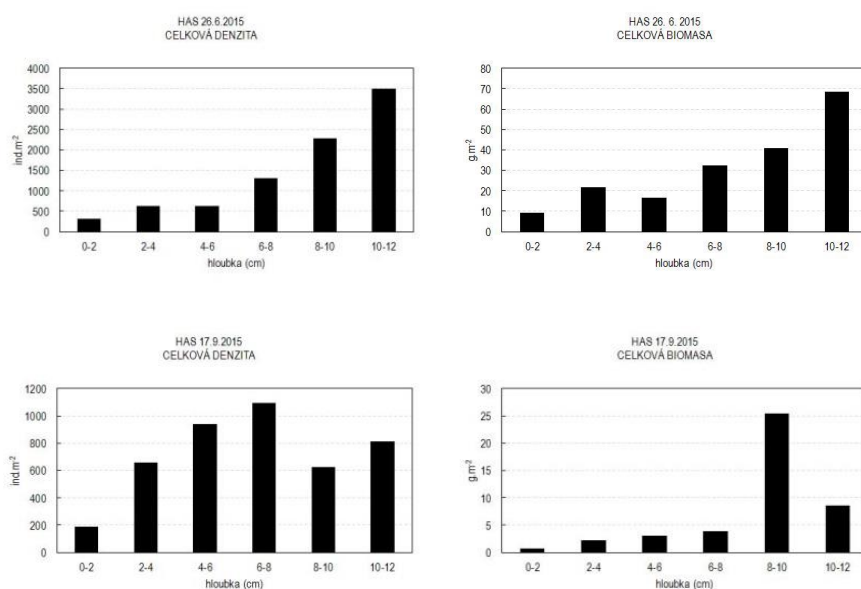 HAS 26.6.2015
CELKOVÁ DENZITA
4000
3500
3000
2500
2000
1500
1000
500
0
ind.m-2
0-2 2-4 4-6 6-8 8-10 10-12
hloubka (cm)
HAS 26. 6. 2015
CELKOVÁ BIOMASA
80
70
60
50
40
30
20
10
0
g.m-2
0-2 2-4 4-6 6-8 8-10 10-12
hloubka (cm)
HAS 17.9.2015
CELKOVÁ DENZITA
1200
1000
800
600
400
200
0
ind.m-2
0-2 2-4 4-6 6-8 8-10 10-12
hloubka (cm)
HAS 17.9.2015
CELKOVÁ BIOMASA
30
25
20
15
10
5
0
g.m-2
0-2 2-4 4-6 6-8 8-10 10-12
hloubka (cm)